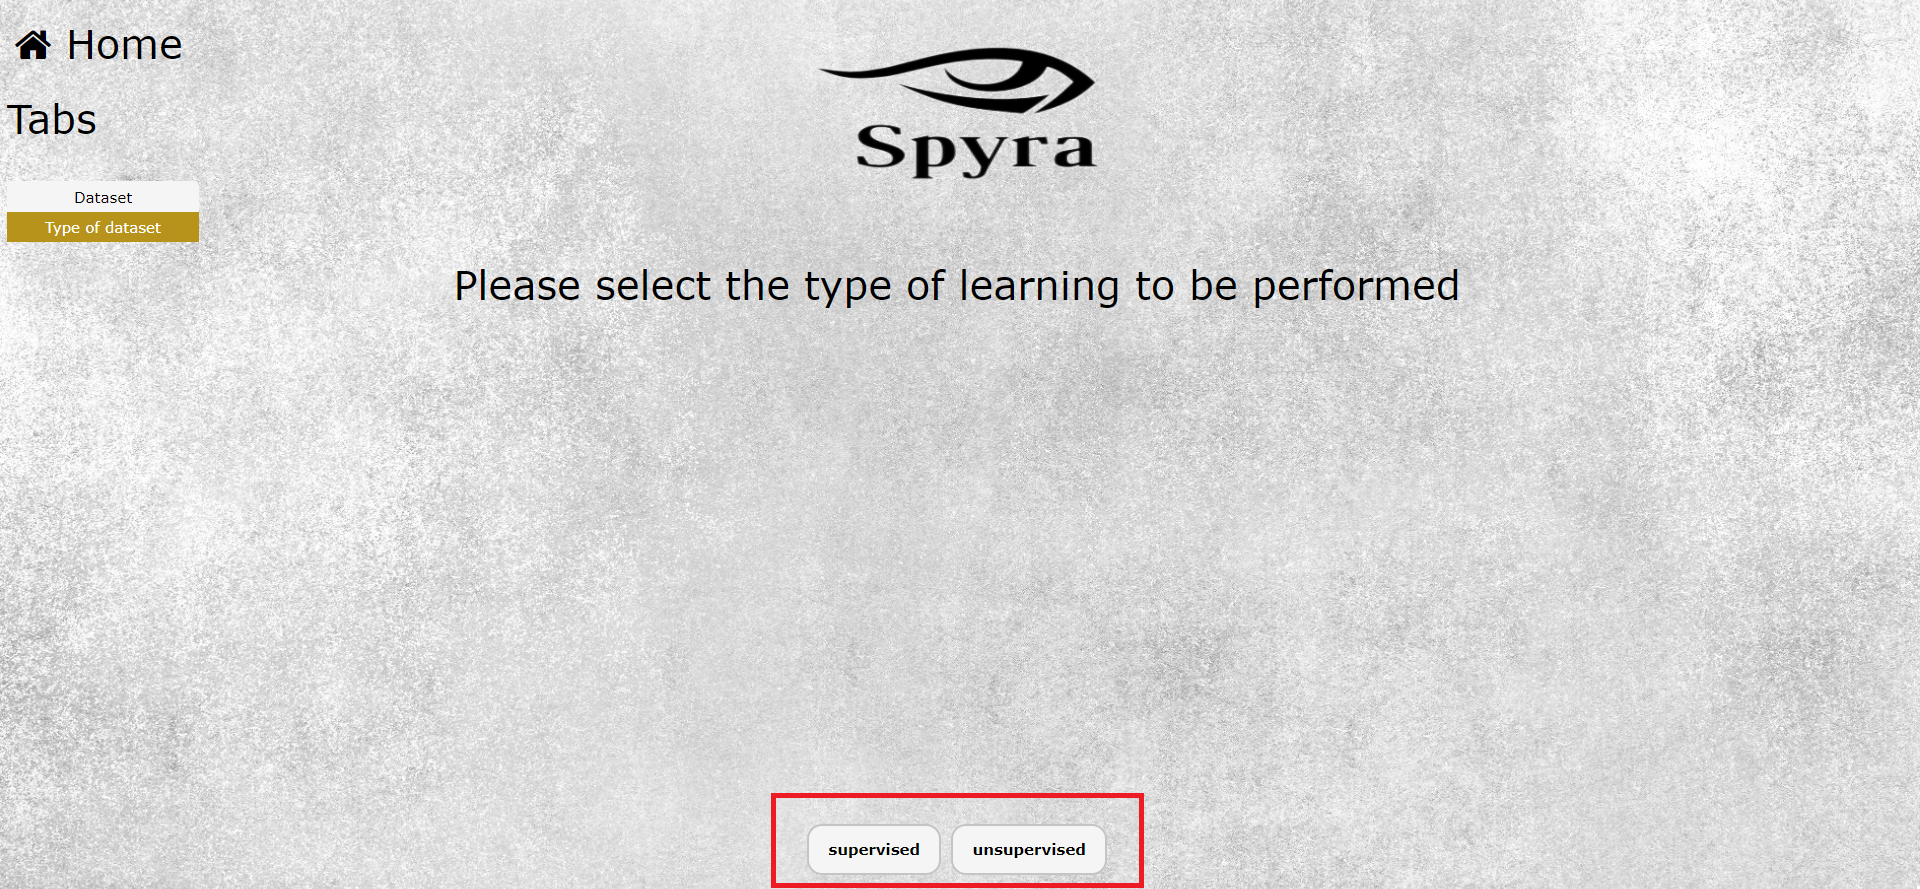 Home
Tabs
Dataset
Type of dataset
Spyra
Please select the type of learning to be performed
supervised
unsupervised